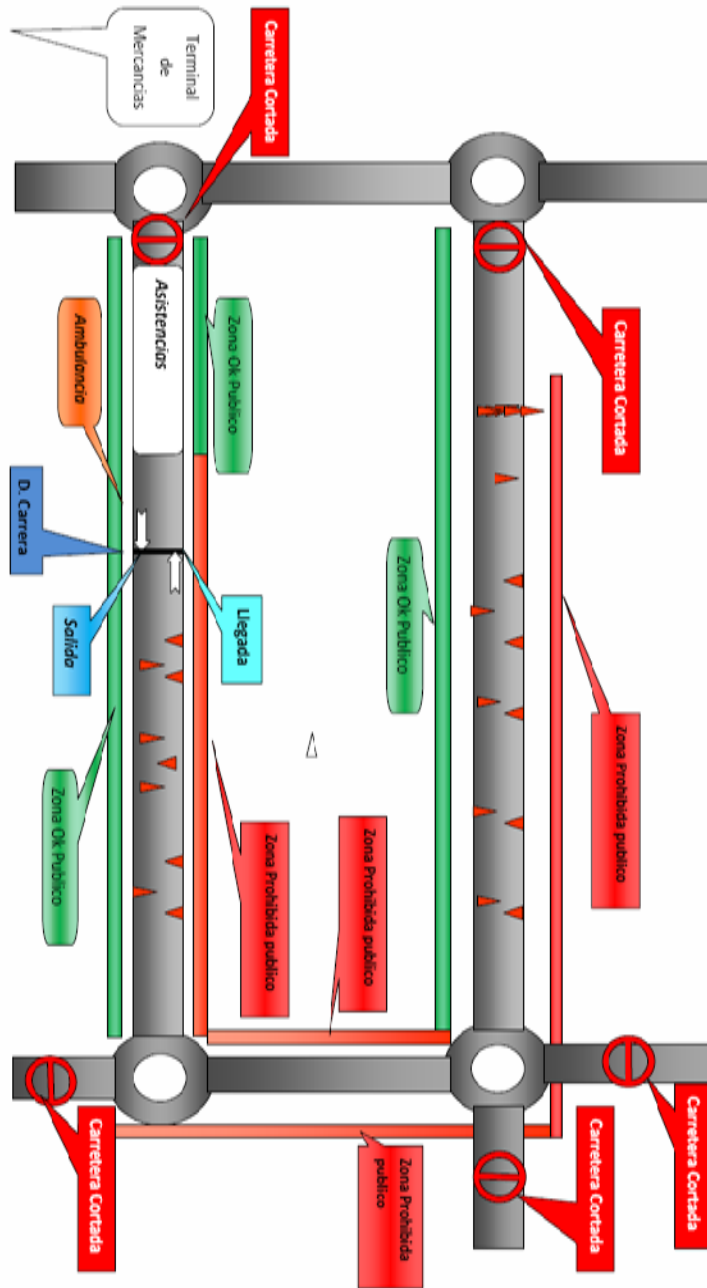 Terminal
de
Mercancias
Carretera Cortada
Carretera Cortada
Asistencias
Zona Ok Publico
Ambulancia
D. Carrera
Salida
Llegada
Zona Ok Publico
Zona Ok Publico
Zona Prohibida publico
Zona Prohibida publico
Zona Prohibida publico
Zona Prohibida
publico
Carretera Cortada
Carretera Cortada
Carretera Cortada